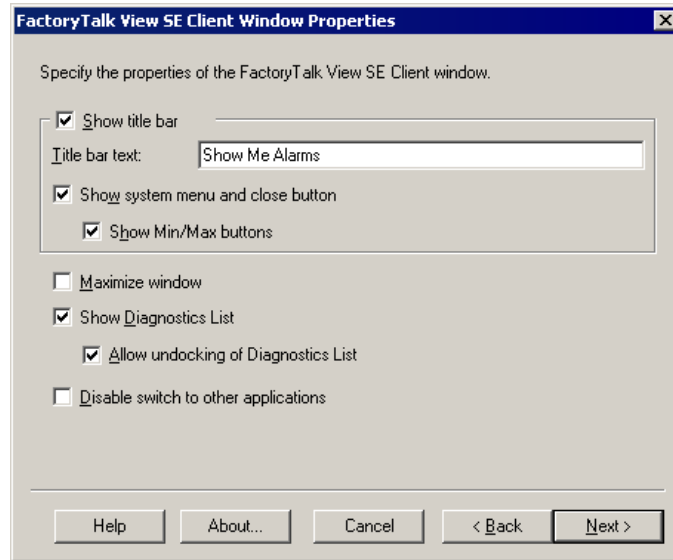 FactoryTalk View SE Client Window Properties
Specify the properties of the FactoryTalk View SE Client window.
Show title bar
Title bar text: Show Me Alarms
Show system menu and close button
Show Min/Max buttons
Maximize window
Show Diagnostics List
Allow undocking of Diagnostics List
Disable switch to other applications
Help About... Cancel < Back Next >